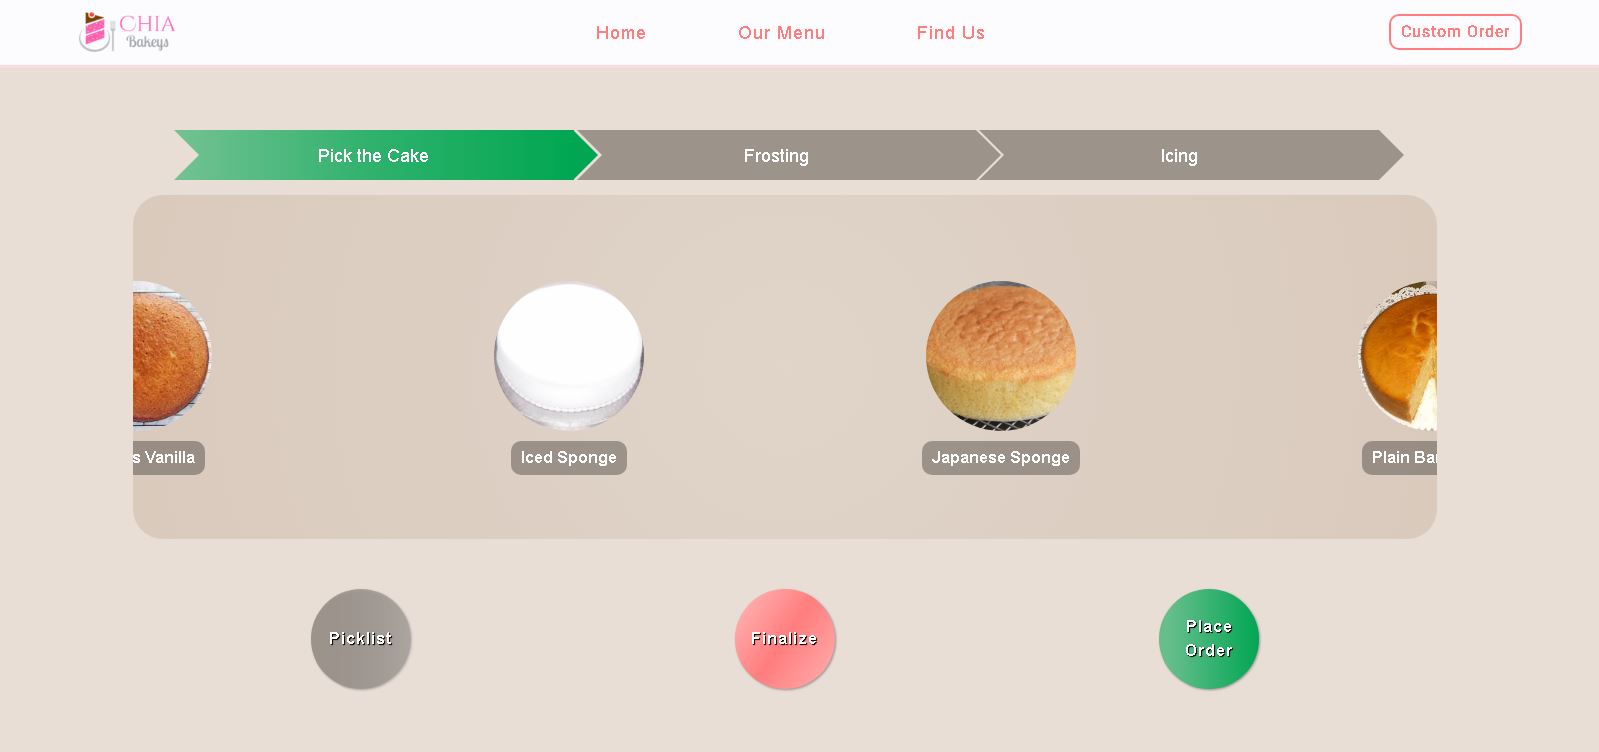 CHIA
Bakeys
Home
Our Menu
Find Us
Custom Order
Pick the Cake
Frosting
Icing
s Vanilla
Iced Sponge
Japanese Sponge
Plain Ba
Picklist
Finalize
Place
Order